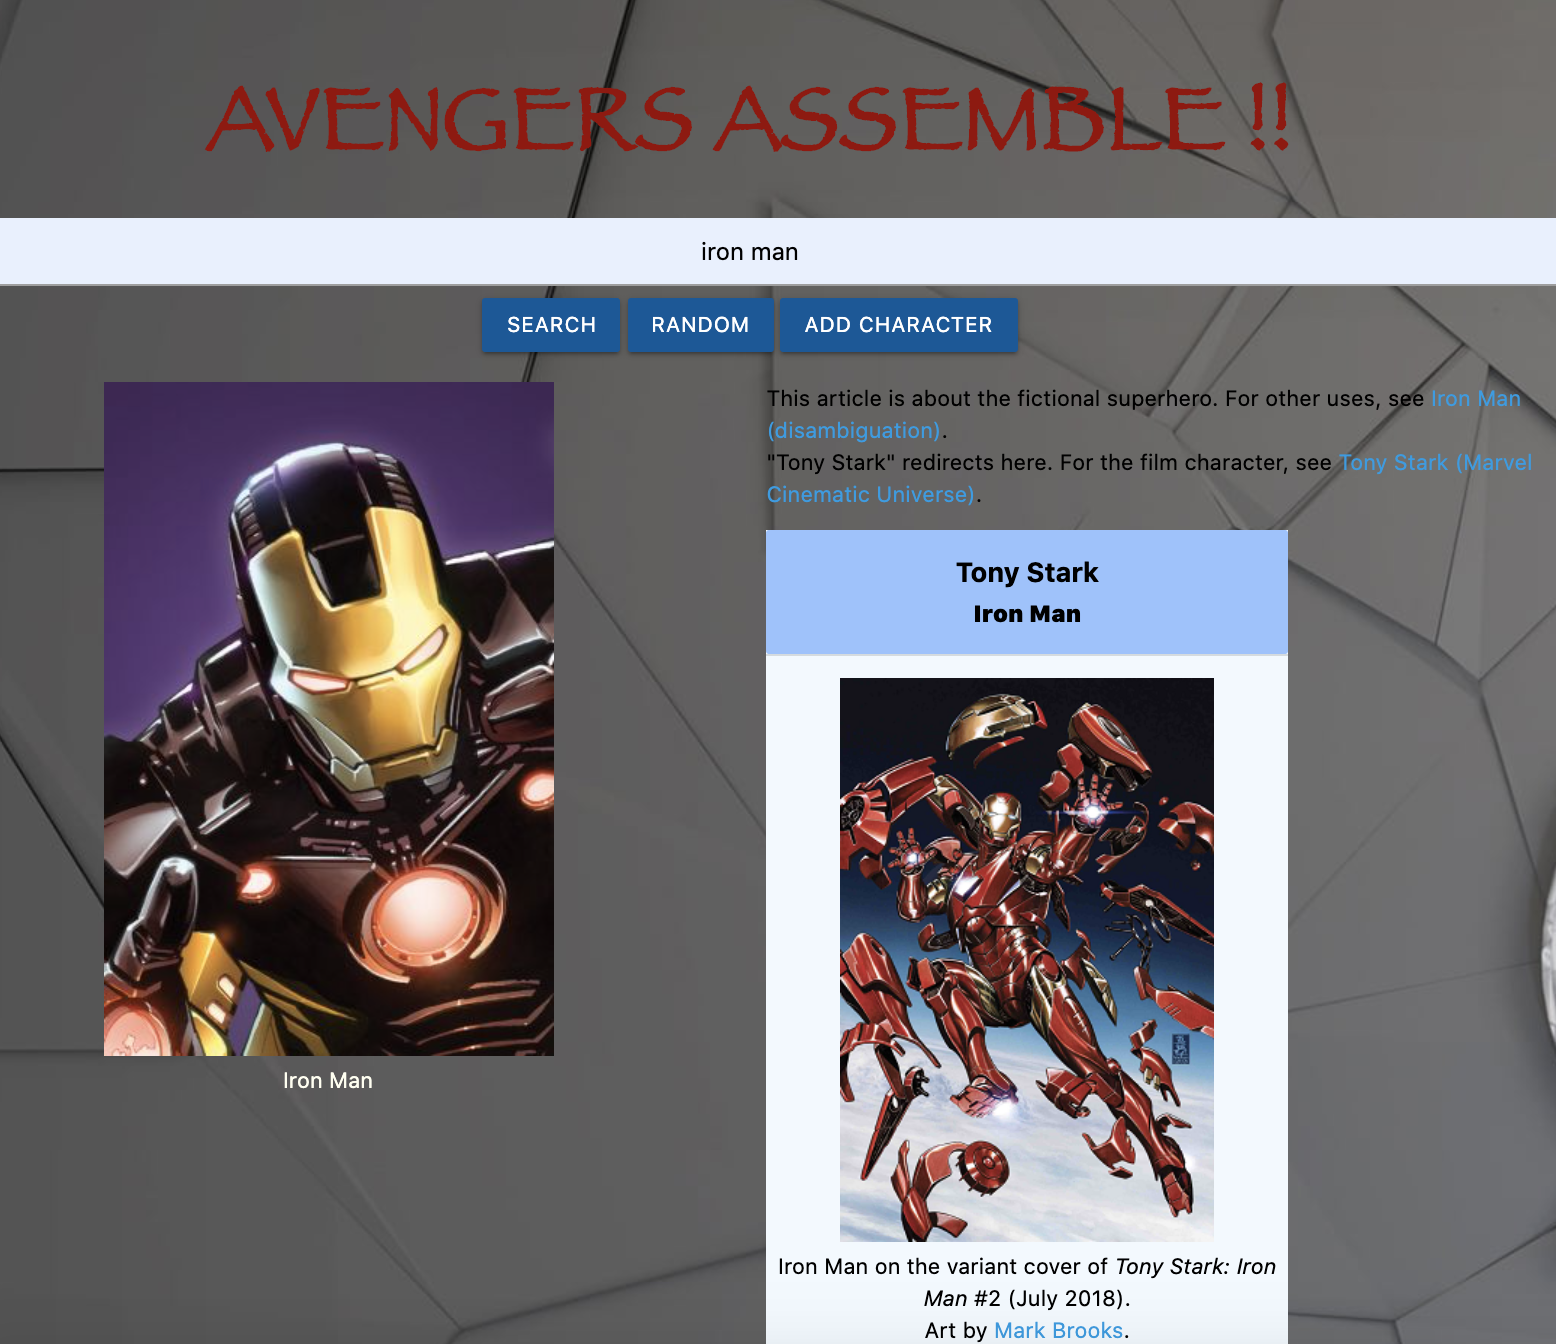 AVENGERS ASSEMBLE !!
iron man
SEARCH RANDOM ADD CHARACTER
Iron Man
This article is about the fictional superhero. For other uses, see Iron Man
(disambiguation).
"Tony Stark" redirects here. For the film character, see Tony Stark (Marvel
Cinematic Universe).
Tony Stark
Iron Man
Iron Man on the variant cover of Tony Stark: Iron
Man #2 (July 2018).
Art by Mark Brooks.